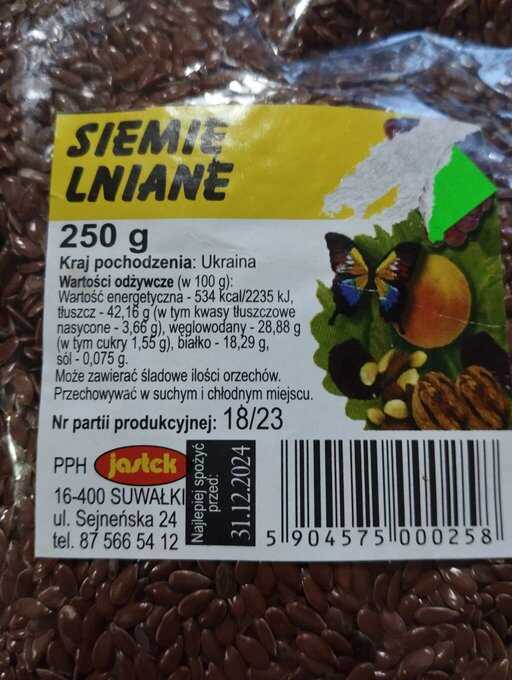 SIEMIĘ
LNIANE
250 g
Kraj pochodzenia: Ukraina
Wartości odżywcze (w 100 g):
Wartość energetyczna - 534 kcal/2235 kJ,
tłuszcz - 42,16 g (w tym kwasy tłuszczowe
nasycone - 3,66 g), węglowodany - 28,88 g
(w tym cukry 1,55 g), białko - 18,29 g,
sól - 0,075 g.
Może zawierać śladowe ilości orzechów.
Przechowywać w suchym i chłodnym miejscu.
Nr partii produkcyjnej: 18/23
PPH jastek
16-400 SUWAŁKI
ul. Sejneńska 24
tel. 87 566 54 12
Najlepiej spożyć
przed:
31.12.2024
5 904575 000258